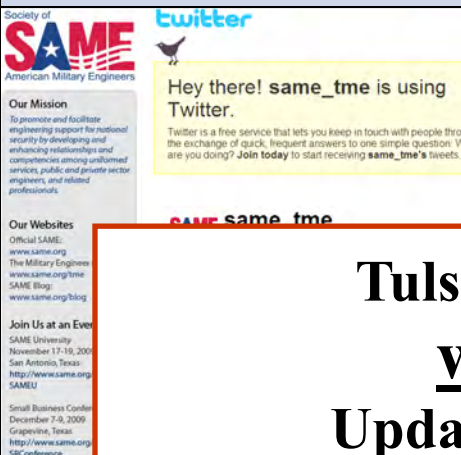 Society of
SAME
American Military Engineers
Our Mission
To promote and facilitate
engineering support for national
security by developing and
enhancing relationships and
competencies among uniformed
services, public and private sector
engineers, and related
professionals.
Our Websites
Official SAME:
www.same.org
The Military Engineer
www.same.org/tme
SAME Blog:
www.same.org/blog
Join Us at an Eve
SAME University
November 17-19, 200
San Antonio, Texas
http://www.same.org
SAMEU
Small Business Confer
December 7-9, 2009
Grapevine, Texas
http://www.same.org
SBConference
twitter
Hey there! same_tme is using
Twitter.
Twitter is a free service that lets you keep in touch with people thro
the exchange of quick, frequent answers to one simple question: W
are you doing? Join today to start receiving same_tme's tweets.
SAME same_tme
Tuls
Upda